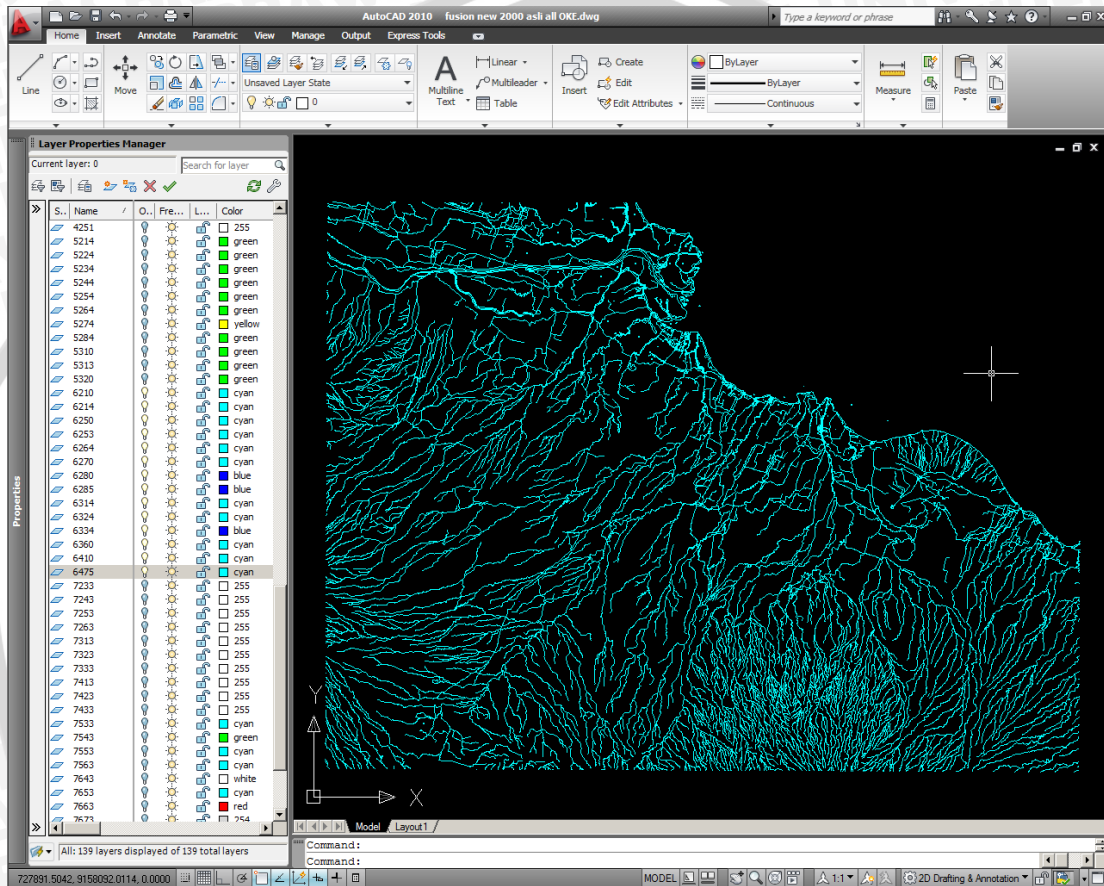 AutoCAD 2010 fusion new 2000 asli all OKE.dwg
Type a keyword or phrase
Home Insert Annotate Parametric View Manage Output Express Tools
Line
Move
Unsaved Layer State
0
Multiline Text
Linear
Multileader
Table
Insert
Create
Edit
Edit Attributes
ByLayer
ByLayer
Continuous
Measure
Paste
Layer Properties Manager
Current layer: 0
Search for layer
S.. Name / O.. Fre... L... Color
4251 255
5214 green
5224 green
5234 green
5244 green
5254 green
5264 green
5274 yellow
5284 green
5310 green
5313 green
5320 green
6210 cyan
6214 cyan
6250 cyan
6253 cyan
6264 cyan
6270 cyan
6280 blue
6285 blue
6314 cyan
6324 cyan
6334 blue
6360 cyan
6410 cyan
6475 cyan
7233 255
7243 255
7253 255
7263 255
7313 255
7323 255
7333 255
7413 255
7423 255
7433 255
7533 cyan
7543 green
7553 cyan
7563 cyan
7643 white
7653 cyan
7663 red
7673 254
All: 139 layers displayed of 139 total layers
Properties
Y
X
Model Layout1
Command:
Command:
727891.5042, 9158092.0114, 0.0000
MODEL
1:1
2D Drafting & Annotation